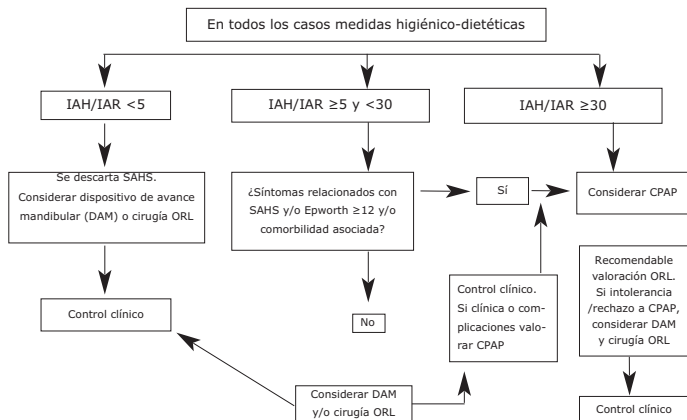 En todos los casos medidas higiénico-dietéticas
IAH/IAR <5
IAH/IAR ≥5 y <30
IAH/IAR ≥30
Se descarta SAHS.
Considerar dispositivo de avance
mandibular (DAM) o cirugía ORL
¿Síntomas relacionados con
SAHS y/o Epworth ≥12 y/o
comorbilidad asociada?
Sí
Considerar CPAP
Control clínico
No
Control clínico.
Si clínica o com-
plicaciones valo-
rar CPAP
Recomendable
valoración ORL.
Si intolerancia
/rechazo a CPAP,
considerar DAM
y cirugía ORL
Considerar DAM
y/o cirugía ORL
Control clínico